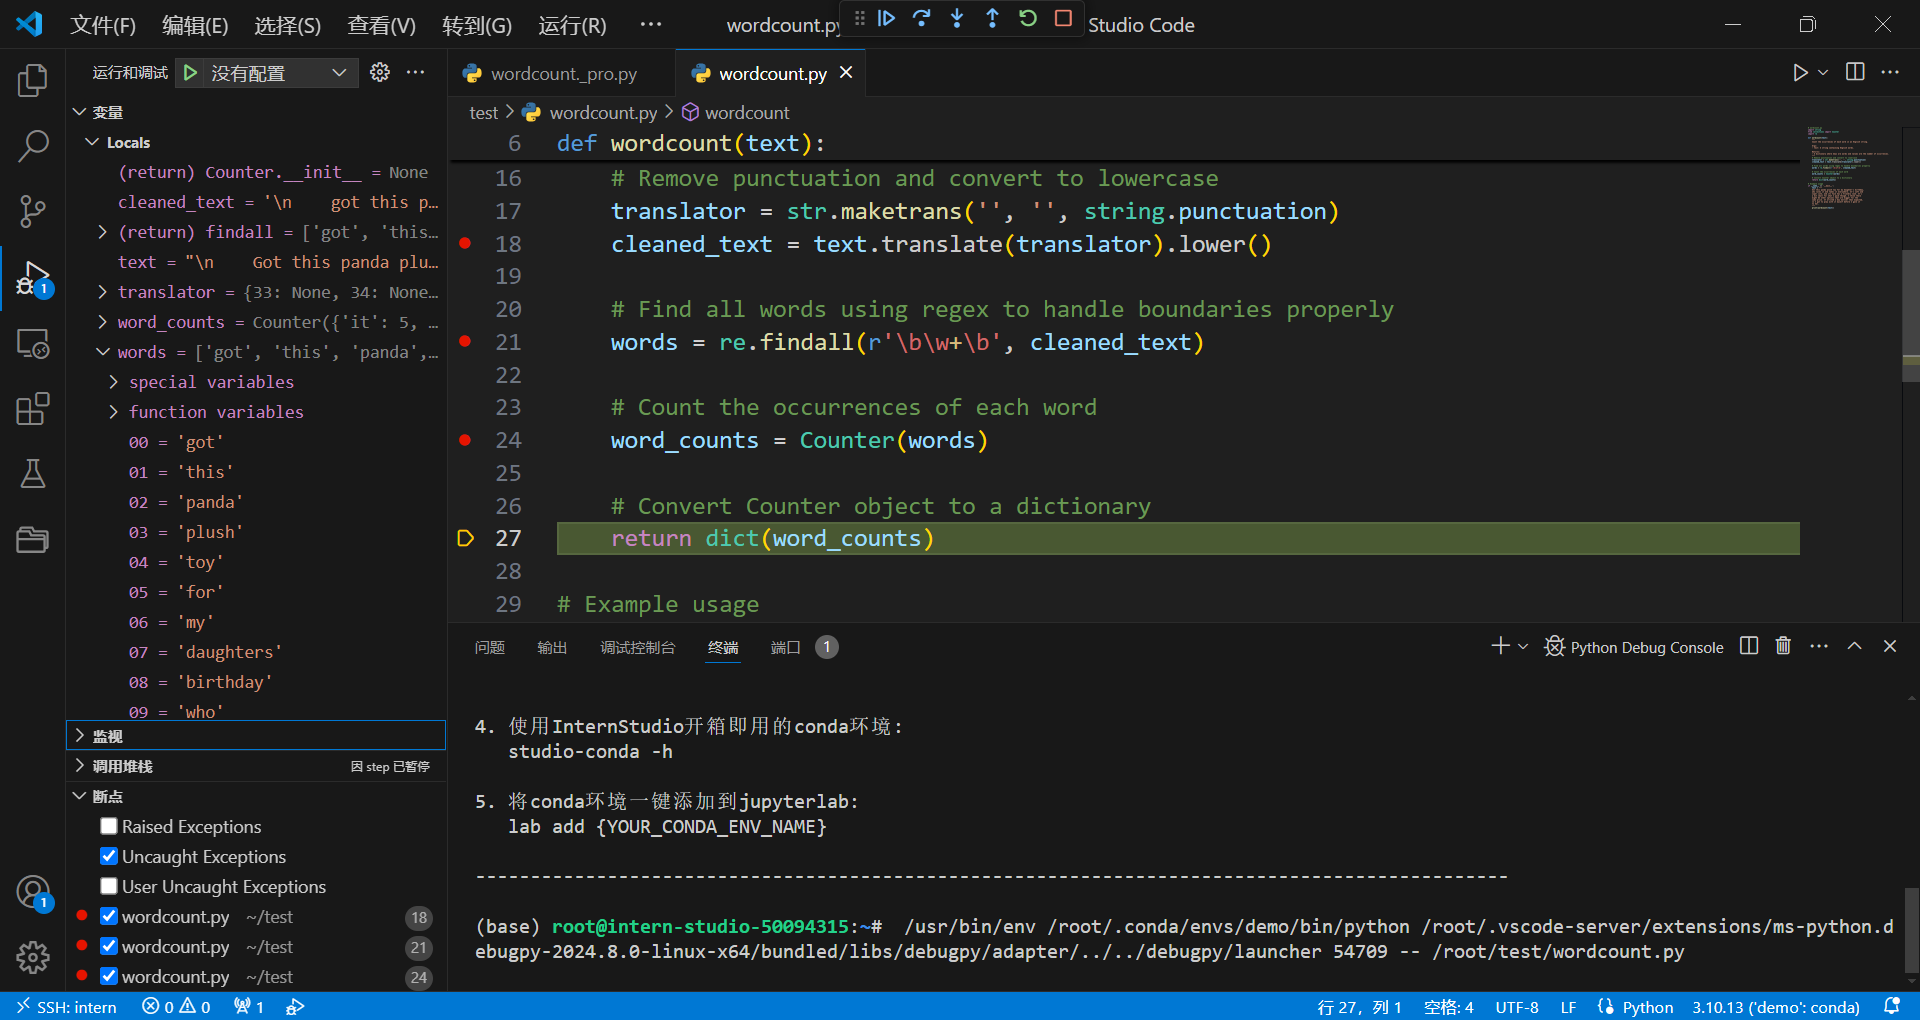 文件(F) 编辑(E) 选择(S) 查看(V) 转到(G) 运行(R) ··· wordcount.py Studio Code
运行和调试 没有配置 ···
wordcount._pro.py wordcount.py
test > wordcount.py > wordcount
变量
Locals
(return) Counter.__init__ = None
cleaned_text = '\n    got this p…
(return) findall = ['got', 'this…
text = "\n    Got this panda plu…
translator = {33: None, 34: None…
word_counts = Counter({'it': 5, …
words = ['got', 'this', 'panda',…
special variables
function variables
00 = 'got'
01 = 'this'
02 = 'panda'
03 = 'plush'
04 = 'toy'
05 = 'for'
06 = 'my'
07 = 'daughters'
08 = 'birthday'
09 = 'who'
监视
调用堆栈 因 step 已暂停
断点
Raised Exceptions
Uncaught Exceptions
User Uncaught Exceptions
wordcount.py ~/test 18
wordcount.py ~/test 21
wordcount.py ~/test 24
1
1
6 def wordcount(text):
16 # Remove punctuation and convert to lowercase
17 translator = str.maketrans('', '', string.punctuation)
18 cleaned_text = text.translate(translator).lower()
19
20 # Find all words using regex to handle boundaries properly
21 words = re.findall(r'\b\w+\b', cleaned_text)
22
23 # Count the occurrences of each word
24 word_counts = Counter(words)
25
26 # Convert Counter object to a dictionary
27 return dict(word_counts)
28
29 # Example usage
问题 输出 调试控制台 终端 端口 1 Python Debug Console ···
4. 使用InternStudio开箱即用的conda环境:
studio-conda -h
5. 将conda环境一键添加到jupyterlab:
lab add {YOUR_CONDA_ENV_NAME}
----------------------------------------------------------------------------------------------
(base) root@intern-studio-50094315:~#  /usr/bin/env /root/.conda/envs/demo/bin/python /root/.vscode-server/extensions/ms-python.d
ebugpy-2024.8.0-linux-x64/bundled/libs/debugpy/adapter/../../debugpy/launcher 54709 -- /root/test/wordcount.py
SSH: intern 0 0 1 行 27，列 1 空格: 4 UTF-8 LF Python 3.10.13 ('demo': conda)